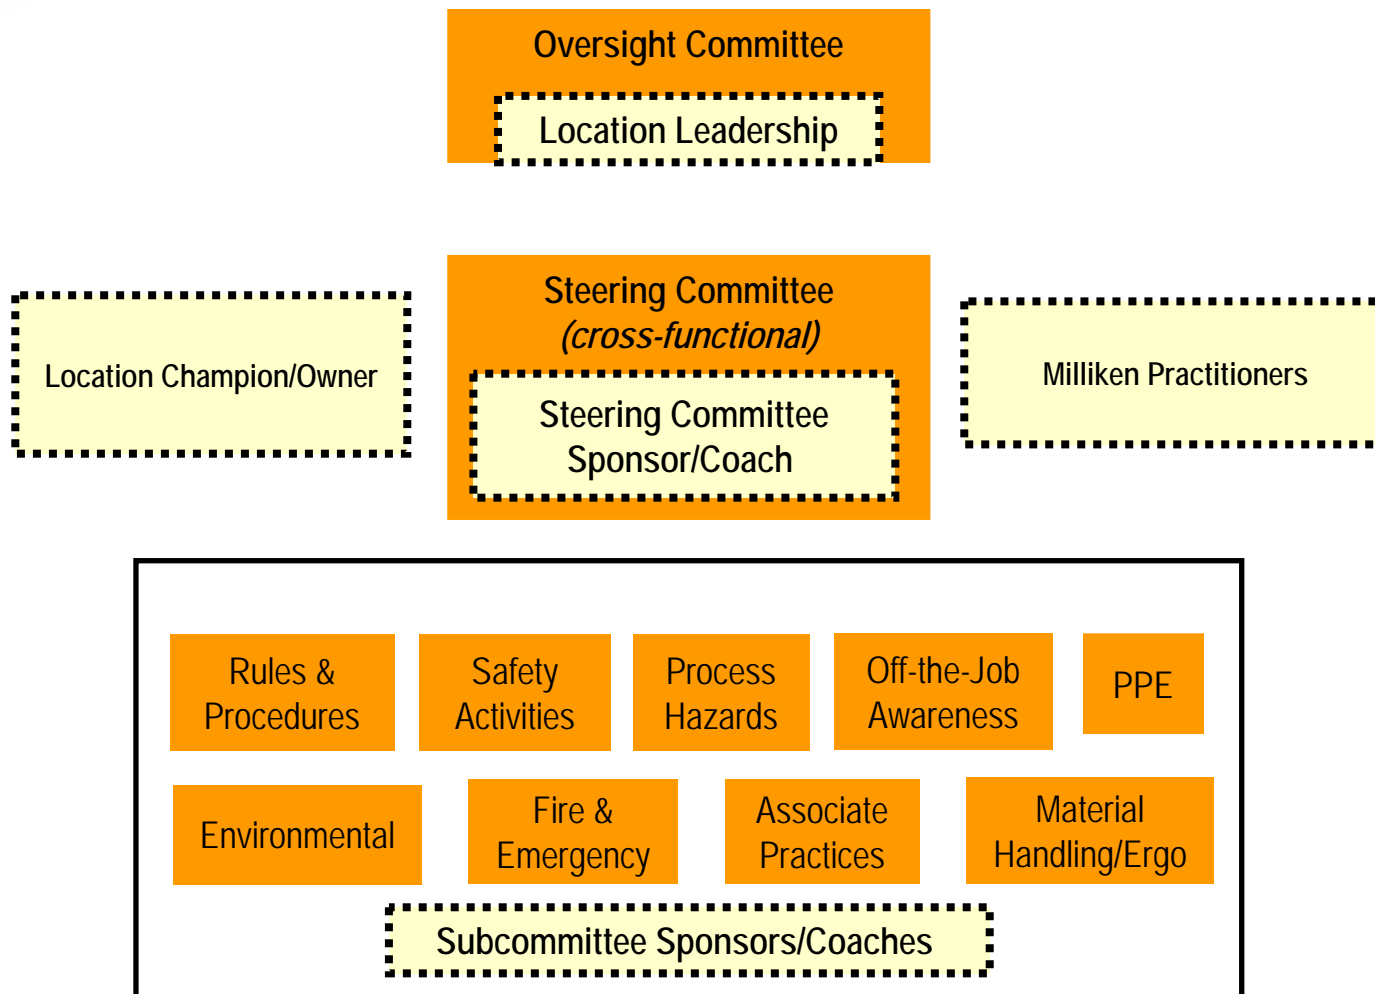 Oversight Committee
Location Leadership
Steering Committee
(cross-functional)
Steering Committee
Sponsor/Coach
Location Champion/Owner
Milliken Practitioners
Rules &
Procedures
Safety
Activities
Process
Hazards
Off-the-Job
Awareness
PPE
Environmental
Fire &
Emergency
Associate
Practices
Material
Handling/Ergo
Subcommittee Sponsors/Coaches